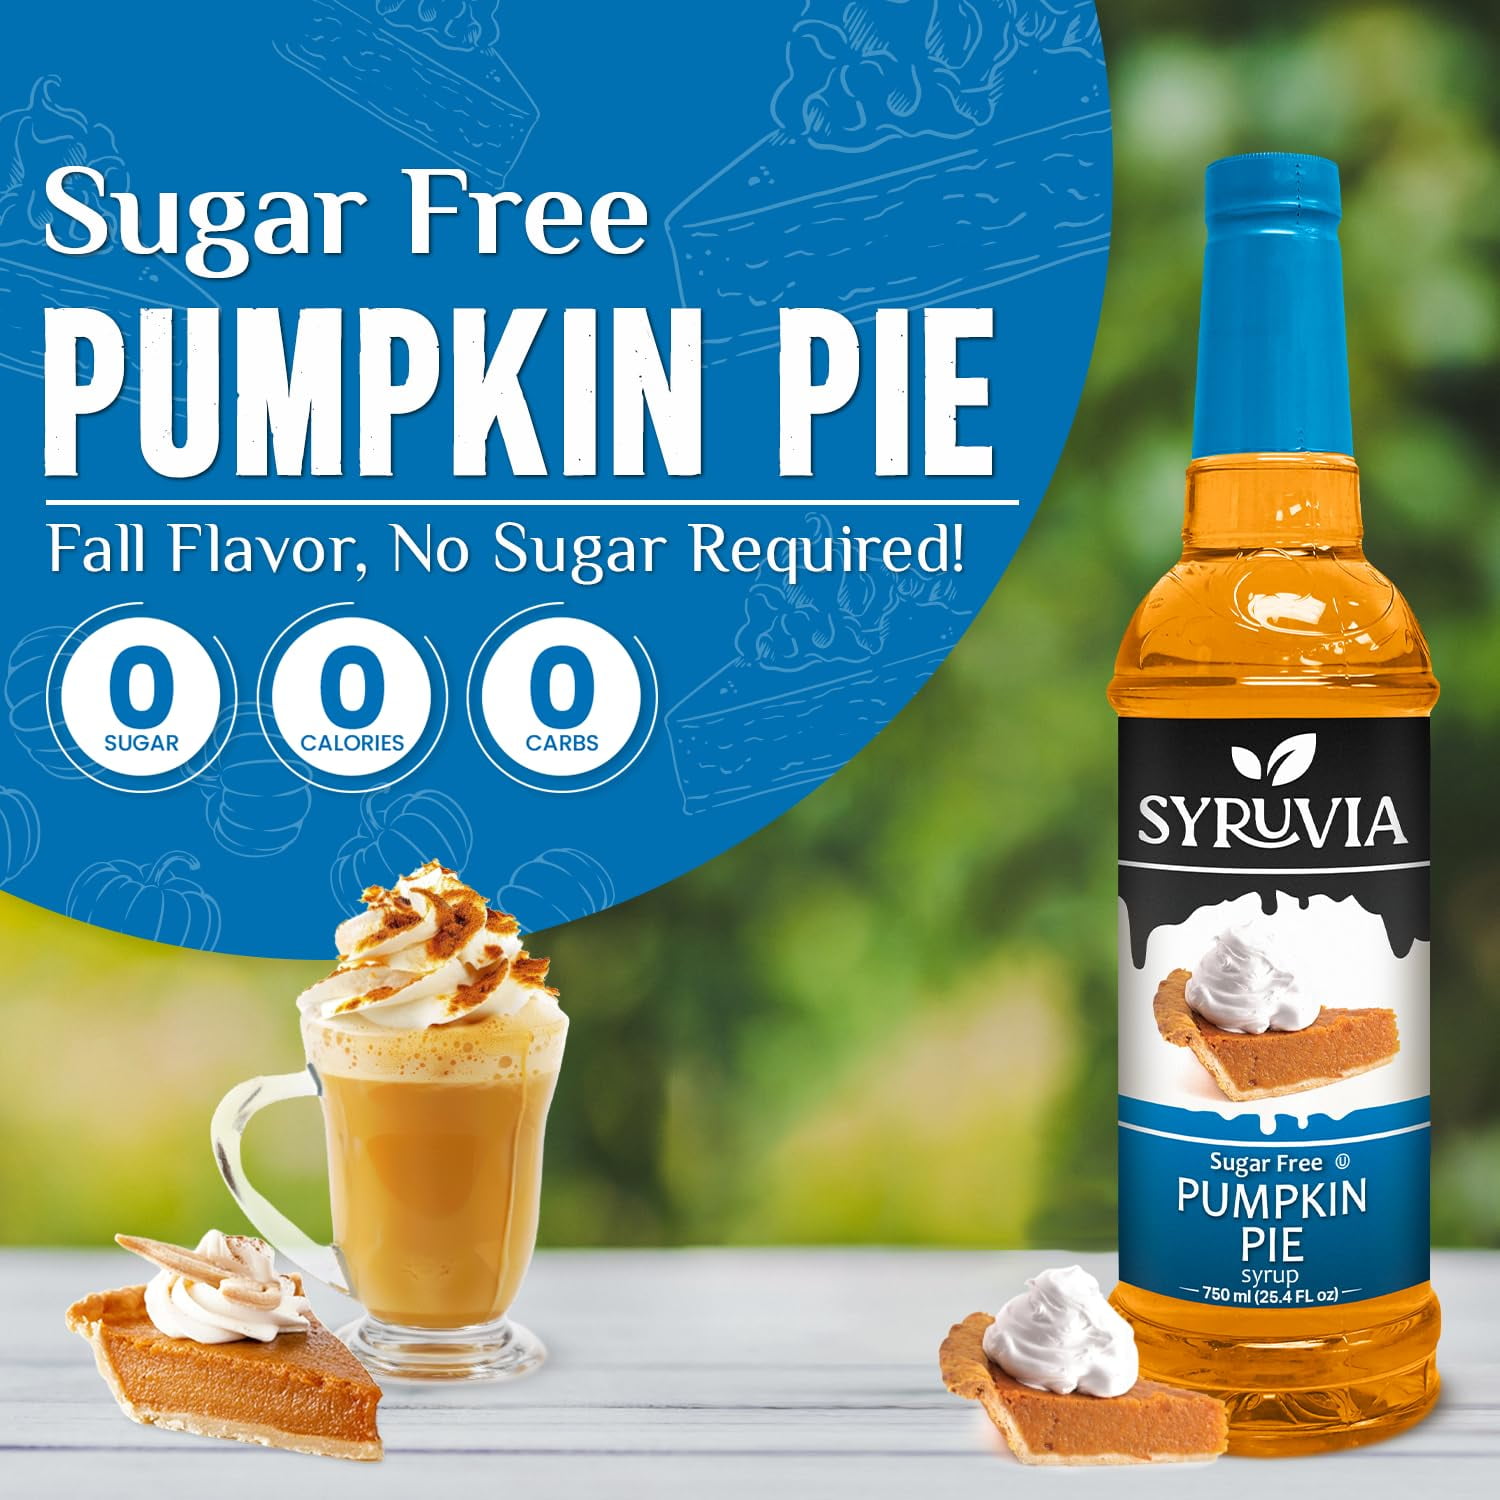 Sugar Free
PUMPKIN PIE
Fall Flavor, No Sugar Required!
0
SUGAR
0
CALORIES
0
CARBS
SYRUVIA
Sugar Free Ⓤ
PUMPKIN
PIE
syrup
750 ml (25.4 FL oz)